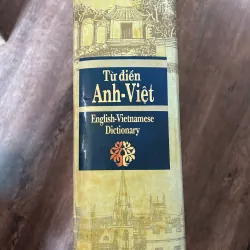 Từ điển
Anh-Việt
English-Vietnamese
Dictionary